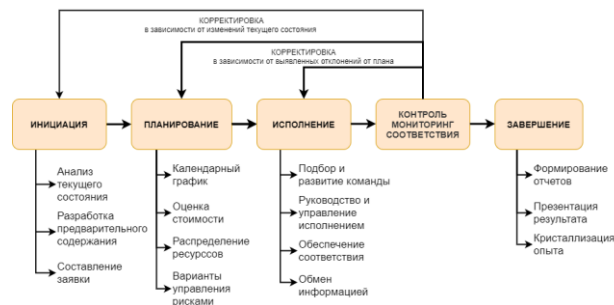 КОРРЕКТИРОВКА
в зависимости от изменений текущего состояния
КОРРЕКТИРОВКА
в зависимости от выявленных отклонений от плана
ИНИЦИАЦИЯ
ПЛАНИРОВАНИЕ
ИСПОЛНЕНИЕ
КОНТРОЛЬ
МОНИТОРИНГ
СООТВЕТСТВИЯ
ЗАВЕРШЕНИЕ
Анализ
текущего
состояния
Разработка
предварительного
содержания
Составление
заявки
Календарный
график
Оценка
стоимости
Распределение
ресурссов
Варианты
управления
рисками
Подбор и
развитие команды
Руководство и
управление
исполнением
Обеспечение
соответствия
Обмен
информацией
Формирование
отчетов
Презентация
результата
Кристаллизация
опыта